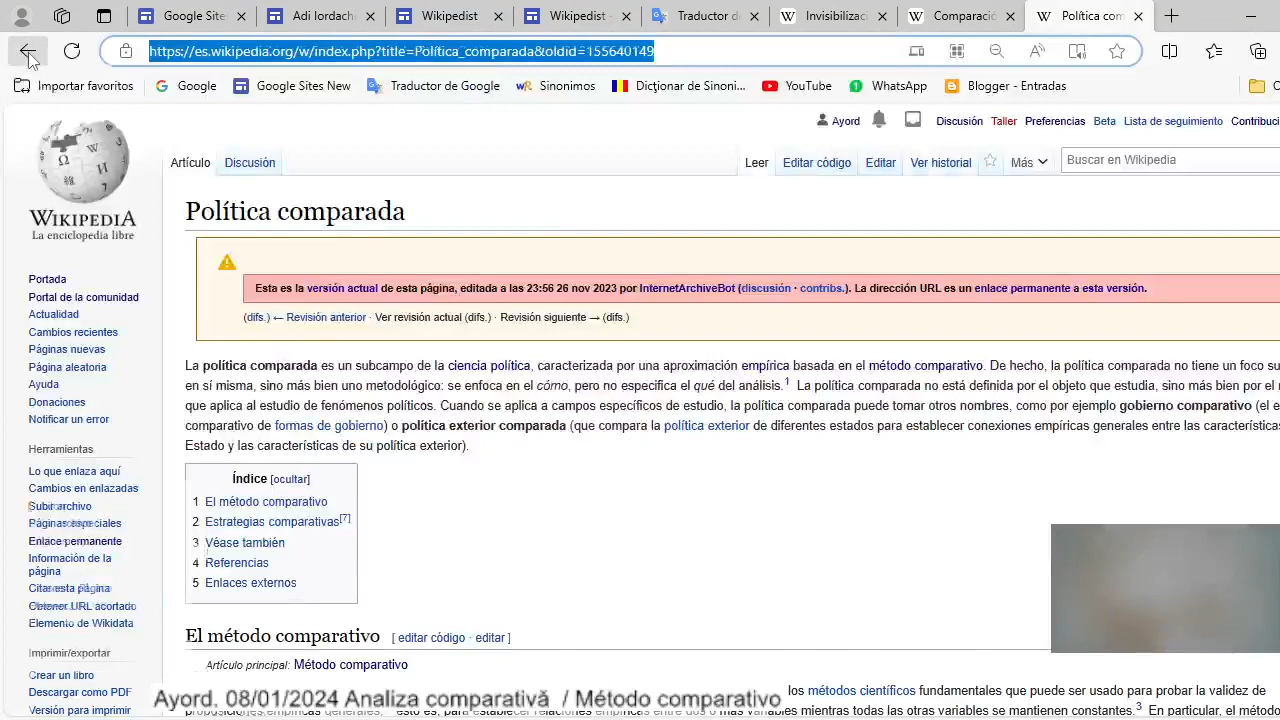 Google Site
Adi Iordach
Wikipedist
Wikipedist -
Traductor d
Invisibiliza
Comparació
Política com
https://es.wikipedia.org/w/index.php?title=Política_comparada&oldid=155640149
Importar favoritos
Google
Google Sites New
Traductor de Google
Sinónimos
Dicționar de Sinoni...
YouTube
WhatsApp
Blogger - Entradas
Ayord
Discusión
Taller
Preferencias
Beta
Lista de seguimiento
Contribuci
Artículo
Discusión
Leer
Editar código
Editar
Ver historial
Más
Buscar en Wikipedia
WIKIPEDIA
La enciclopedia libre
Política comparada
Esta es la versión actual de esta página, editada a las 23:56 26 nov 2023 por InternetArchiveBot (discusión · contribs.). La dirección URL es un enlace permanente a esta versión.
(difs.) ← Revisión anterior · Ver revisión actual (difs.) · Revisión siguiente → (difs.)
Portada
Portal de la comunidad
Actualidad
Cambios recientes
Páginas nuevas
Página aleatoria
Ayuda
Donaciones
Notificar un error
Herramientas
Lo que enlaza aquí
Cambios en enlazadas
Subir archivo
Páginas especiales
Enlace permanente
Información de la
página
Citar esta página
Obtener URL acortado
Elemento de Wikidata
Imprimir/exportar
Crear un libro
Descargar como PDF
Versión para imprimir
La política comparada es un subcampo de la ciencia política, caracterizada por una aproximación empírica basada en el método comparativo. De hecho, la política comparada no tiene un foco su
en sí misma, sino más bien uno metodológico: se enfoca en el cómo, pero no especifica el qué del análisis.1 La política comparada no está definida por el objeto que estudia, sino más bien por el
que aplica al estudio de fenómenos políticos. Cuando se aplica a campos específicos de estudio, la política comparada puede tomar otros nombres, como por ejemplo gobierno comparativo (el e
comparativo de formas de gobierno) o política exterior comparada (que compara la política exterior de diferentes estados para establecer conexiones empíricas generales entre las característica
Estado y las características de su política exterior).
Índice [ocultar]
1 El método comparativo
2 Estrategias comparativas[7]
3 Véase también
4 Referencias
5 Enlaces externos
El método comparativo [ editar código · editar ]
Artículo principal: Método comparativo
los métodos científicos fundamentales que puede ser usado para probar la validez de
Ayord. 08/01/2024 Analiza comparativă / Método comparativo
mientras todas las otras variables se mantienen constantes.3 En particular, el método